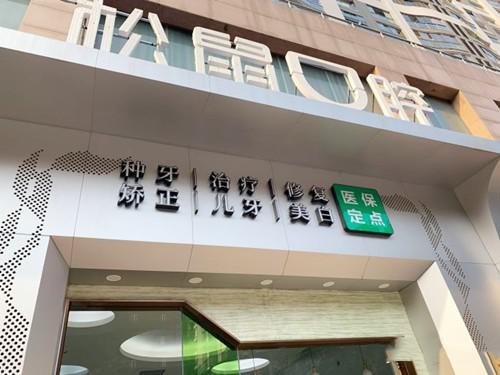 松鼠口腔
种牙 治疗 修复 医保
矫正 儿牙 美白 定点